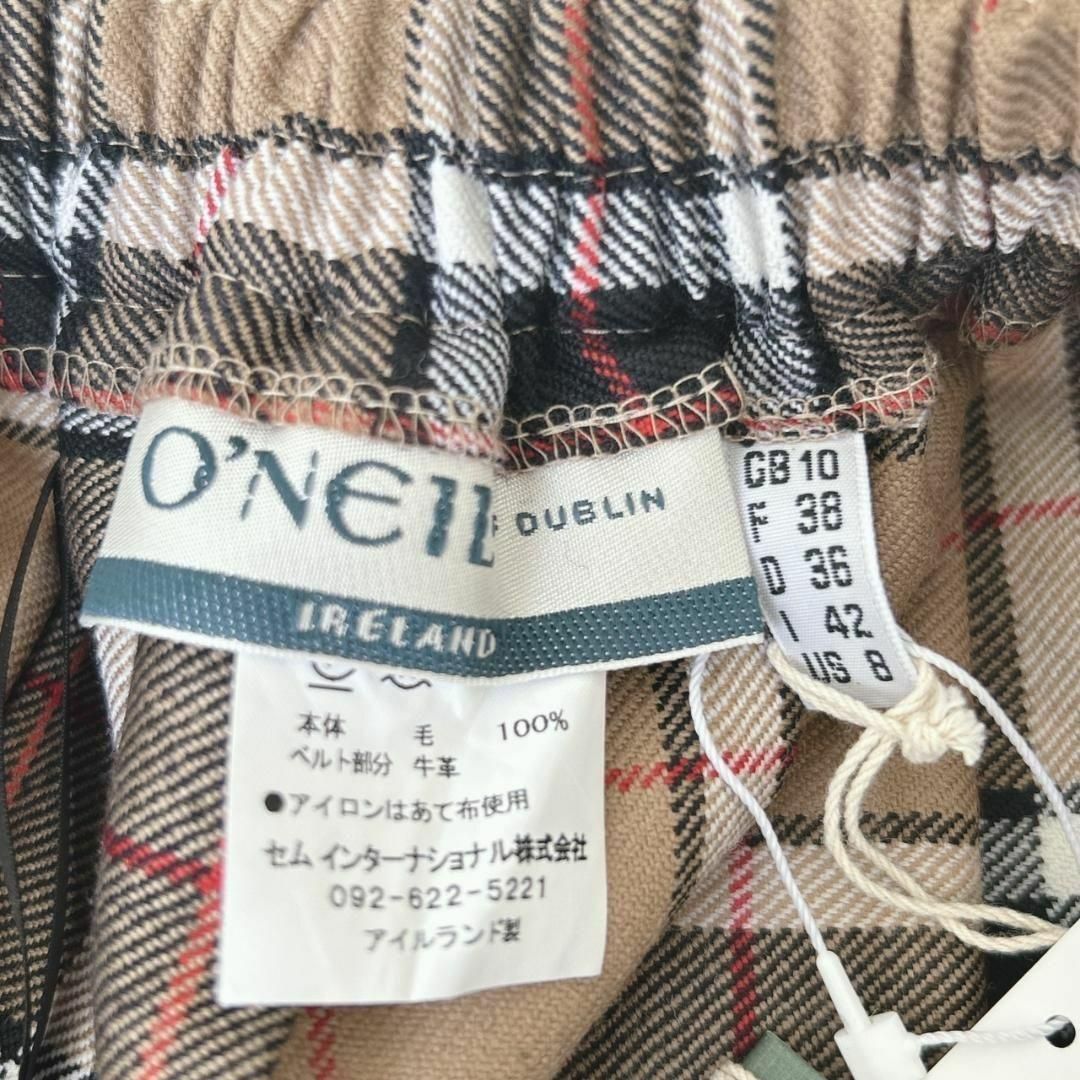 O'NEIL
DUBLIN
IRELAND
GB 10
F 38
D 36
I 42
US 8
本体 毛 100%
ベルト部分 牛革
●アイロンはあて布使用
セム インターナショナル株式会社
092-622-5221
アイルランド製